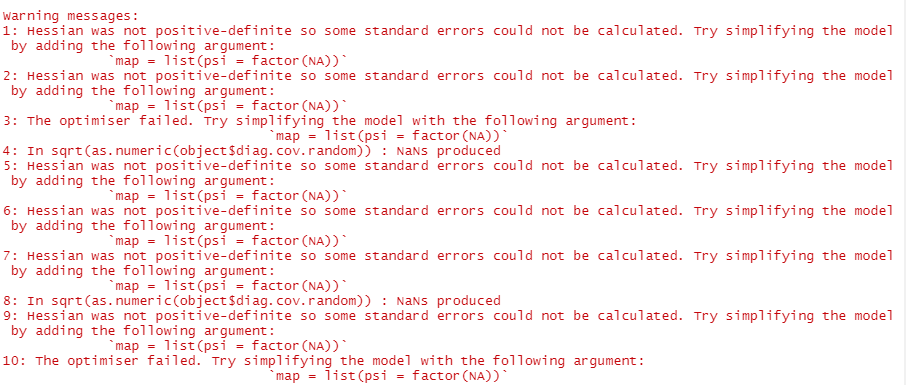 Warning messages:
1: Hessian was not positive-definite so some standard errors could not be calculated. Try simplifying the model
by adding the following argument:
`map = list(psi = factor(NA))`
2: Hessian was not positive-definite so some standard errors could not be calculated. Try simplifying the model
by adding the following argument:
`map = list(psi = factor(NA))`
3: The optimiser failed. Try simplifying the model with the following argument:
`map = list(psi = factor(NA))`
4: In sqrt(as.numeric(object$diag.cov.random)) : NaNs produced
5: Hessian was not positive-definite so some standard errors could not be calculated. Try simplifying the model
by adding the following argument:
`map = list(psi = factor(NA))`
6: Hessian was not positive-definite so some standard errors could not be calculated. Try simplifying the model
by adding the following argument:
`map = list(psi = factor(NA))`
7: Hessian was not positive-definite so some standard errors could not be calculated. Try simplifying the model
by adding the following argument:
`map = list(psi = factor(NA))`
8: In sqrt(as.numeric(object$diag.cov.random)) : NaNs produced
9: Hessian was not positive-definite so some standard errors could not be calculated. Try simplifying the model
by adding the following argument:
`map = list(psi = factor(NA))`
10: The optimiser failed. Try simplifying the model with the following argument:
`map = list(psi = factor(NA))`